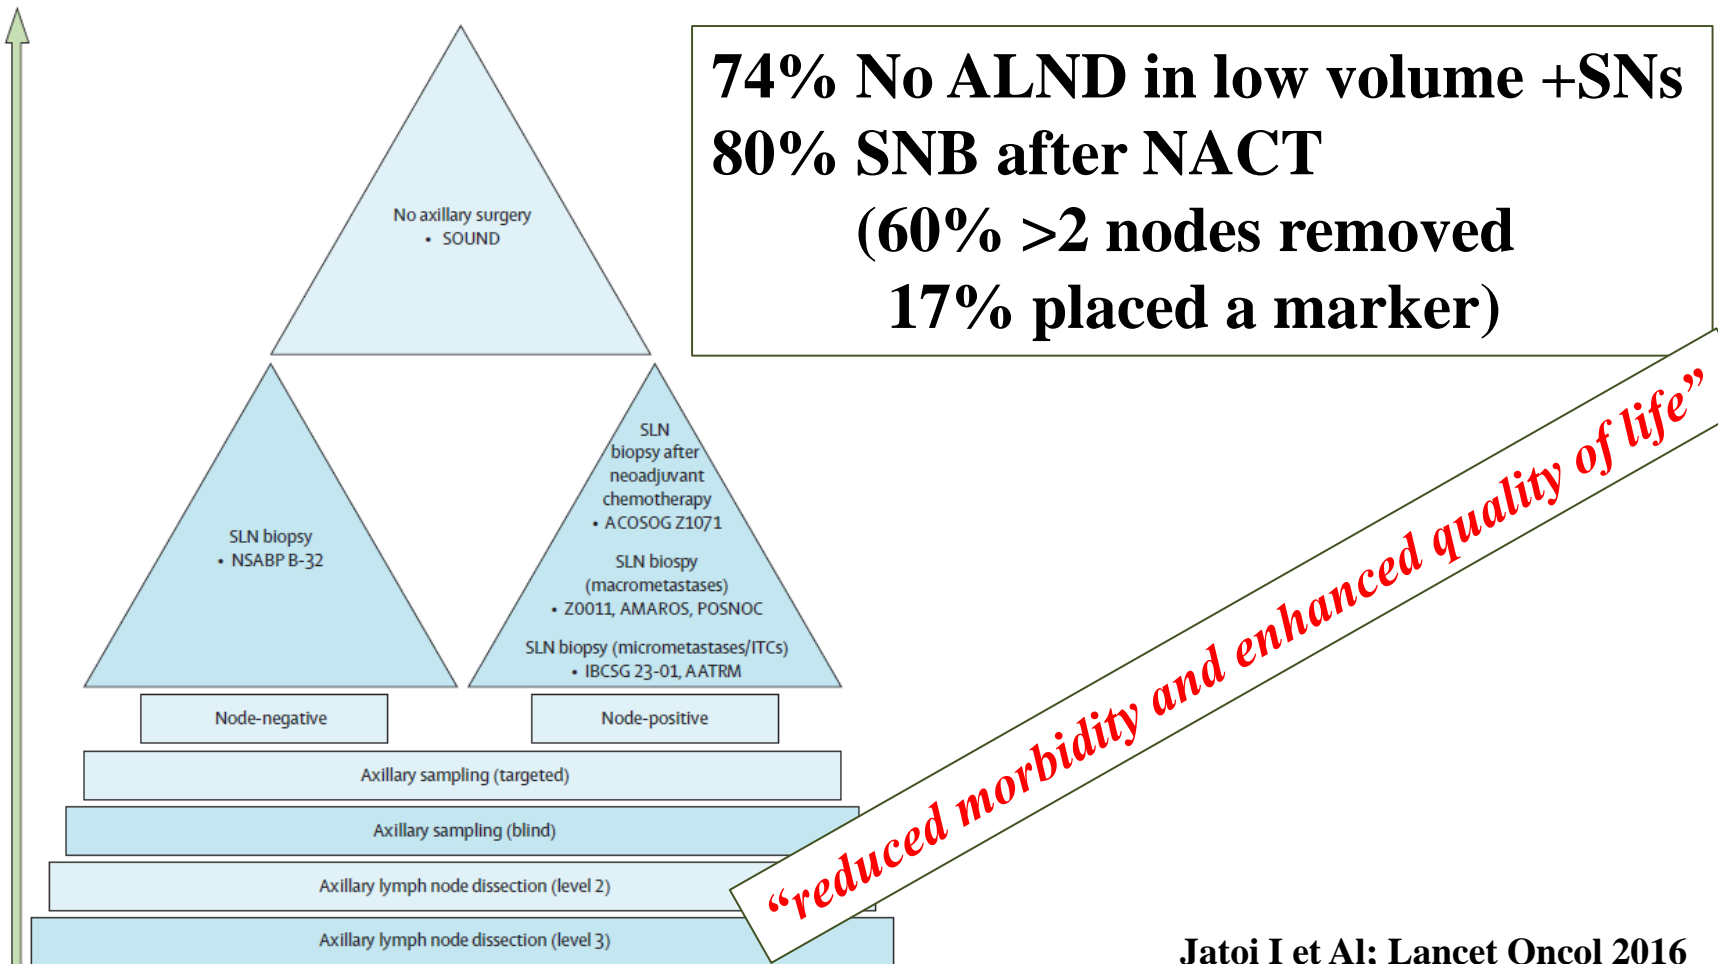 74% No ALND in low volume +SNs
80% SNB after NACT
(60% >2 nodes removed
17% placed a marker)
No axillary surgery
• SOUND
SLN biopsy
• NSABP B-32
SLN
biopsy after
neoadjuvant
chemotherapy
• ACOSOG Z1071
SLN biospy
(macrometastases)
• Z0011, AMAROS, POSNOC
SLN biopsy (micrometastases/ITCs)
• IBCSG 23-01, AATRM
Node-negative
Node-positive
Axillary sampling (targeted)
Axillary sampling (blind)
Axillary lymph node dissection (level 2)
Axillary lymph node dissection (level 3)
“reduced morbidity and enhanced quality of life”
Jatoi I et Al; Lancet Oncol 2016